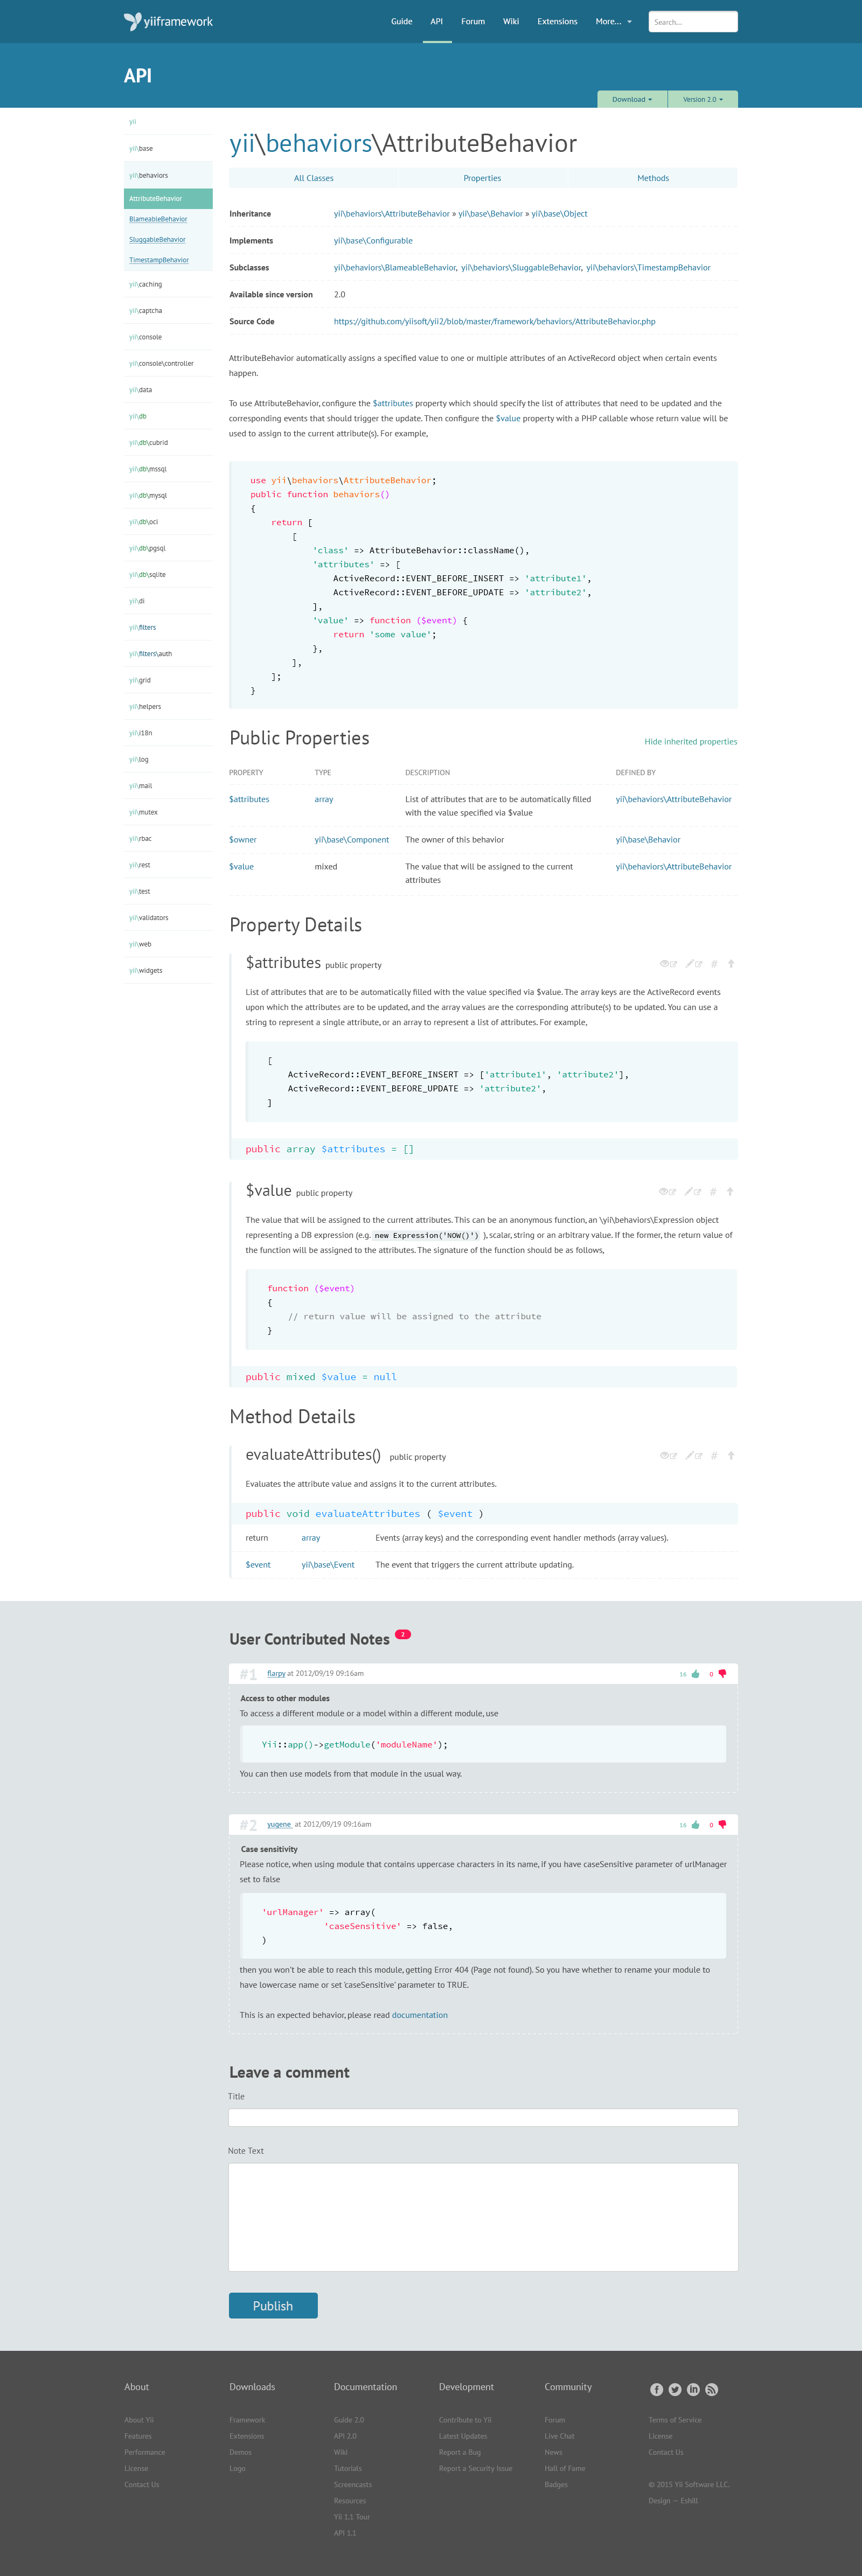 yiiframework
Guide API Forum Wiki Extensions More... Search...
API
Download Version 2.0
yii
yii\base
yii\behaviors
AttributeBehavior
BlameableBehavior
SluggableBehavior
TimestampBehavior
yii\caching
yii\captcha
yii\console
yii\console\controller
yii\data
yii\db
yii\db\cubrid
yii\db\mssql
yii\db\mysql
yii\db\oci
yii\db\pgsql
yii\db\sqlite
yii\di
yii\filters
yii\filters\auth
yii\grid
yii\helpers
yii\i18n
yii\log
yii\mail
yii\mutex
yii\rbac
yii\rest
yii\test
yii\validators
yii\web
yii\widgets
yii\behaviors\AttributeBehavior
All Classes Properties Methods
Inheritance yii\behaviors\AttributeBehavior » yii\base\Behavior » yii\base\Object
Implements yii\base\Configurable
Subclasses yii\behaviors\BlameableBehavior, yii\behaviors\SluggableBehavior, yii\behaviors\TimestampBehavior
Available since version 2.0
Source Code https://github.com/yiisoft/yii2/blob/master/framework/behaviors/AttributeBehavior.php
AttributeBehavior automatically assigns a specified value to one or multiple attributes of an ActiveRecord object when certain events
happen.
To use AttributeBehavior, configure the $attributes property which should specify the list of attributes that need to be updated and the
corresponding events that should trigger the update. Then configure the $value property with a PHP callable whose return value will be
used to assign to the current attribute(s). For example,
use yii\behaviors\AttributeBehavior;
public function behaviors()
{
return [
[
'class' => AttributeBehavior::className(),
'attributes' => [
ActiveRecord::EVENT_BEFORE_INSERT => 'attribute1',
ActiveRecord::EVENT_BEFORE_UPDATE => 'attribute2',
],
'value' => function ($event) {
return 'some value';
},
],
];
}
Public Properties Hide inherited properties
PROPERTY TYPE DESCRIPTION DEFINED BY
$attributes array List of attributes that are to be automatically filled yii\behaviors\AttributeBehavior
with the value specified via $value
$owner yii\base\Component The owner of this behavior yii\base\Behavior
$value mixed The value that will be assigned to the current yii\behaviors\AttributeBehavior
attributes
Property Details
$attributes public property #
List of attributes that are to be automatically filled with the value specified via $value. The array keys are the ActiveRecord events
upon which the attributes are to be updated, and the array values are the corresponding attribute(s) to be updated. You can use a
string to represent a single attribute, or an array to represent a list of attributes. For example,
[
ActiveRecord::EVENT_BEFORE_INSERT => ['attribute1', 'attribute2'],
ActiveRecord::EVENT_BEFORE_UPDATE => 'attribute2',
]
public array $attributes = []
$value public property #
The value that will be assigned to the current attributes. This can be an anonymous function, an \yii\behaviors\Expression object
representing a DB expression (e.g. new Expression('NOW()') ), scalar, string or an arbitrary value. If the former, the return value of
the function will be assigned to the attributes. The signature of the function should be as follows,
function ($event)
{
// return value will be assigned to the attribute
}
public mixed $value = null
Method Details
evaluateAttributes() public property #
Evaluates the attribute value and assigns it to the current attributes.
public void evaluateAttributes ( $event )
return array Events (array keys) and the corresponding event handler methods (array values).
$event yii\base\Event The event that triggers the current attribute updating.
User Contributed Notes 2
#1 flarpy at 2012/09/19 09:16am 16 0
Access to other modules
To access a different module or a model within a different module, use
Yii::app()->getModule('moduleName');
You can then use models from that module in the usual way.
#2 yugene at 2012/09/19 09:16am 16 0
Case sensitivity
Please notice, when using module that contains uppercase characters in its name, if you have caseSensitive parameter of urlManager
set to false
'urlManager' => array(
'caseSensitive' => false,
)
then you won't be able to reach this module, getting Error 404 (Page not found). So you have whether to rename your module to
have lowercase name or set 'caseSensitive' parameter to TRUE.
This is an expected behavior, please read documentation
Leave a comment
Title
Note Text
Publish
About Downloads Documentation Development Community
About Yii Framework Guide 2.0 Contribute to Yii Forum Terms of Service
Features Extensions API 2.0 Latest Updates Live Chat License
Performance Demos Wiki Report a Bug News Contact Us
License Logo Tutorials Report a Security Issue Hall of Fame
Contact Us Screencasts Badges © 2015 Yii Software LLC.
Resources Design — Eshill
Yii 1.1 Tour
API 1.1